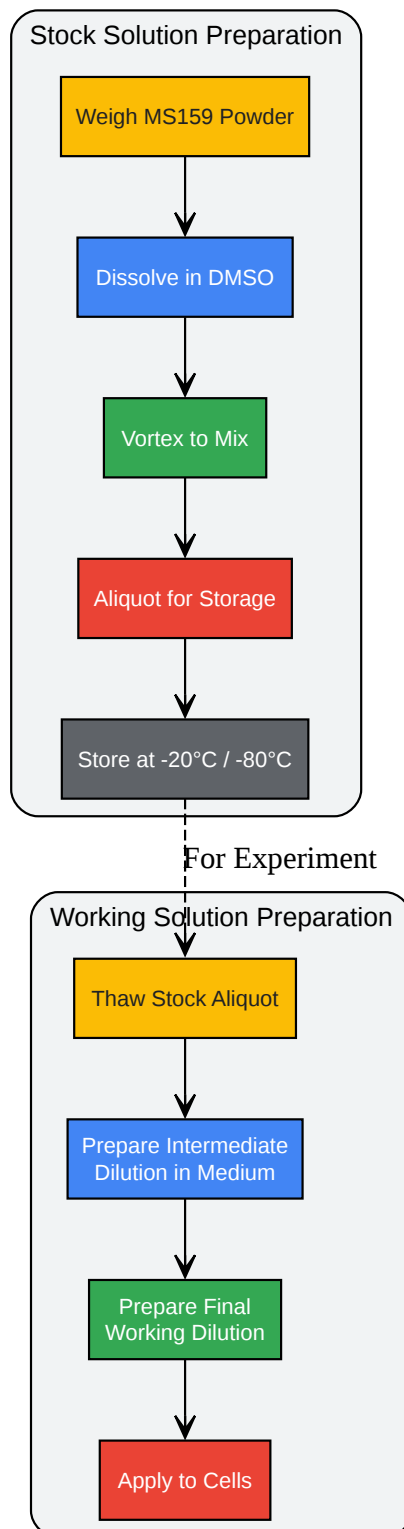 Stock Solution Preparation
Weigh MS159 Powder
Dissolve in DMSO
Vortex to Mix
Aliquot for Storage
Store at -20°C / -80°C
For Experiment
Working Solution Preparation
Thaw Stock Aliquot
Prepare Intermediate
Dilution in Medium
Prepare Final
Working Dilution
Apply to Cells